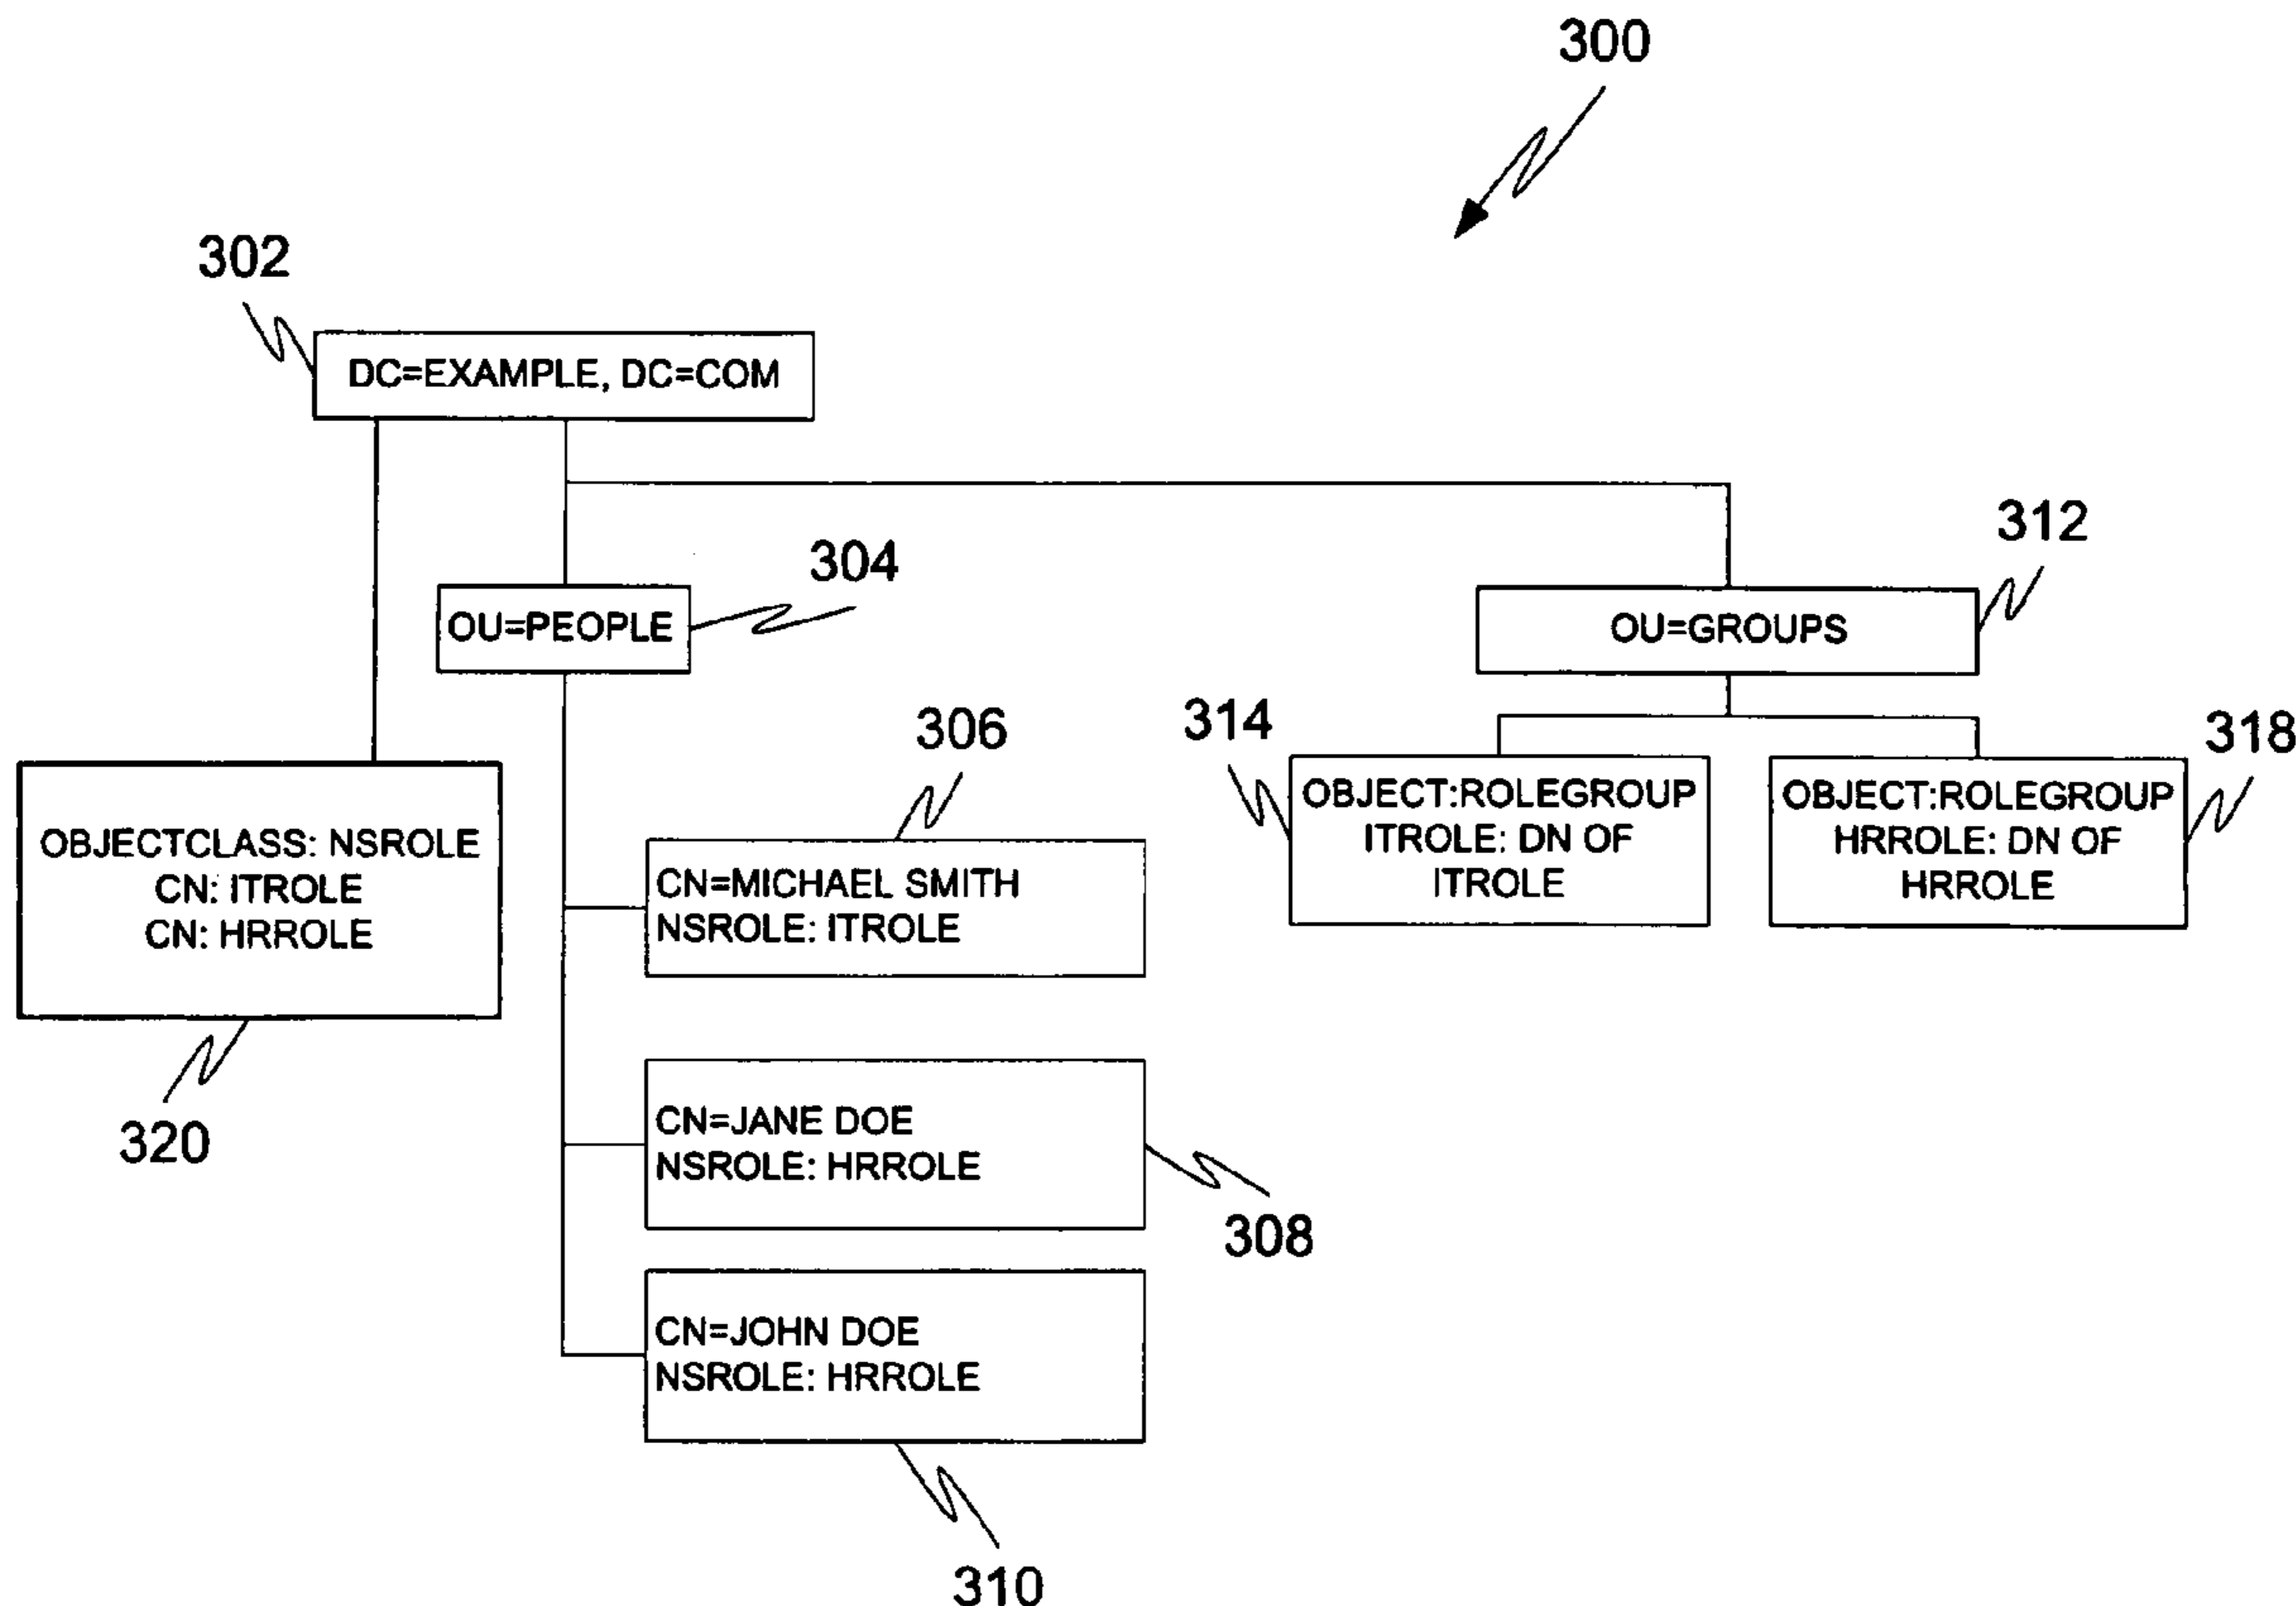 300
302
DC=EXAMPLE, DC=COM
304
OU=PEOPLE
312
OU=GROUPS
320
OBJECTCLASS: NSROLE
CN: ITROLE
CN: HRROLE
306
CN=MICHAEL SMITH
NSROLE: ITROLE
308
CN=JANE DOE
NSROLE: HRROLE
310
CN=JOHN DOE
NSROLE: HRROLE
314
OBJECT:ROLEGROUP
ITROLE: DN OF
ITROLE
318
OBJECT:ROLEGROUP
HRROLE: DN OF
HRROLE